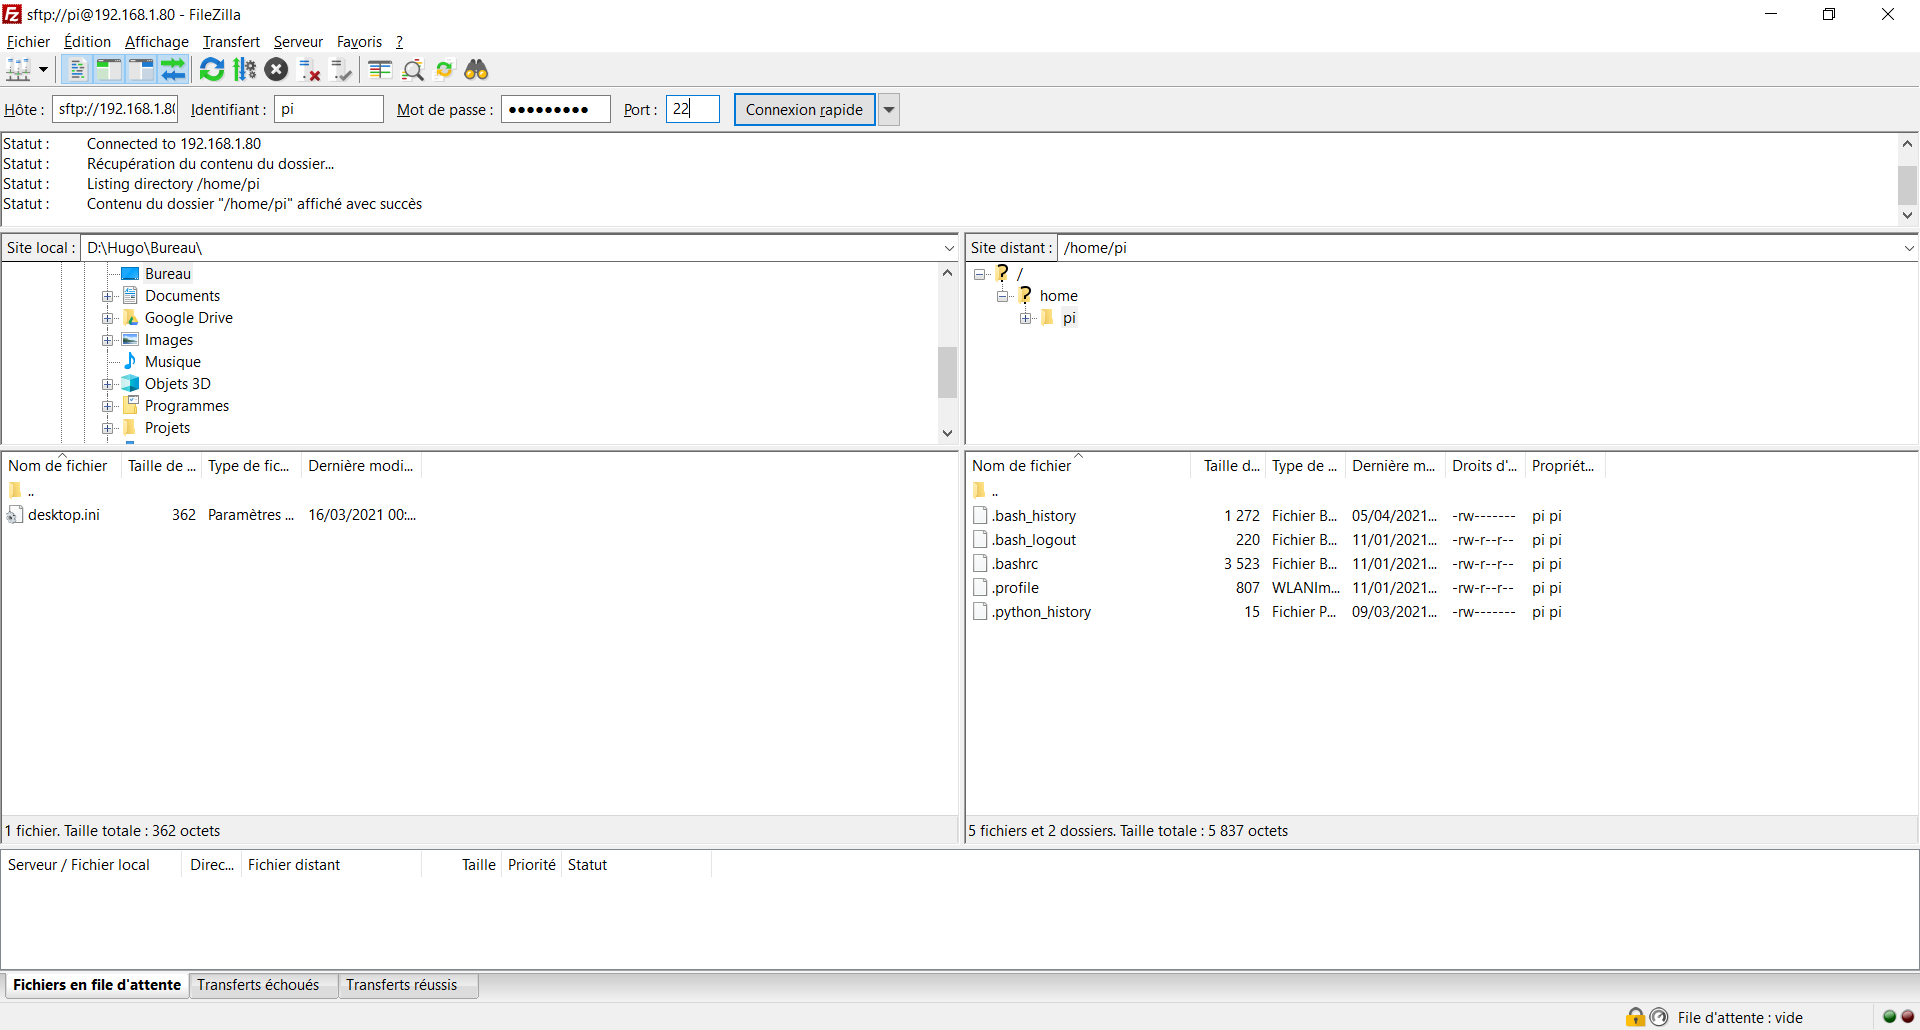 sftp://pi@192.168.1.80 - FileZilla
Fichier Édition Affichage Transfert Serveur Favoris ?
Hôte : sftp://192.168.1.8 Identifiant : pi Mot de passe : ●●●●●●●●● Port : 22 Connexion rapide
Statut : Connected to 192.168.1.80
Statut : Récupération du contenu du dossier...
Statut : Listing directory /home/pi
Statut : Contenu du dossier "/home/pi" affiché avec succès
Site local : D:\Hugo\Bureau\
Bureau
Documents
Google Drive
Images
Musique
Objets 3D
Programmes
Projets
Site distant : /home/pi
/
home
pi
Nom de fichier Taille de ... Type de fic... Dernière modi...
..
desktop.ini 362 Paramètres ... 16/03/2021 00:...
1 fichier. Taille totale : 362 octets
Nom de fichier Taille d... Type de ... Dernière m... Droits d'... Propriét...
..
.bash_history 1 272 Fichier B... 05/04/2021... -rw------- pi pi
.bash_logout 220 Fichier B... 11/01/2021... -rw-r--r-- pi pi
.bashrc 3 523 Fichier B... 11/01/2021... -rw-r--r-- pi pi
.profile 807 WLANIm... 11/01/2021... -rw-r--r-- pi pi
.python_history 15 Fichier P... 09/03/2021... -rw------- pi pi
5 fichiers et 2 dossiers. Taille totale : 5 837 octets
Serveur / Fichier local Direc... Fichier distant Taille Priorité Statut
Fichiers en file d'attente Transferts échoués Transferts réussis
File d'attente : vide